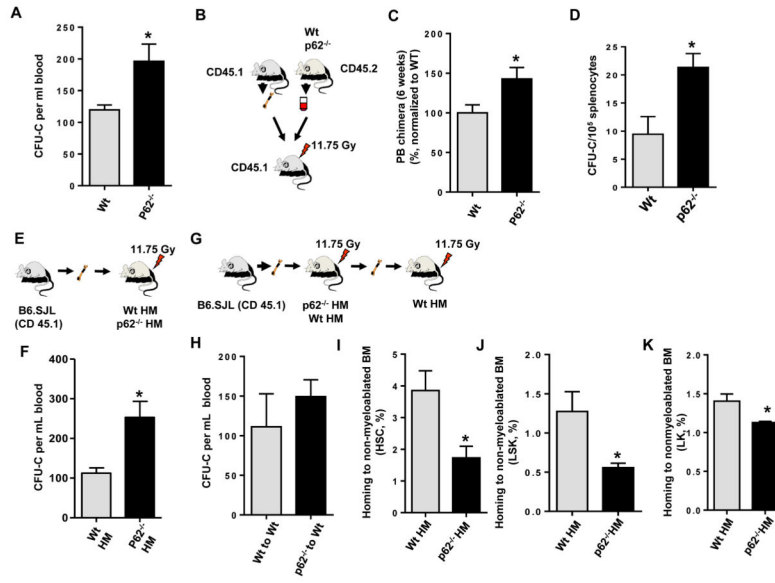 A
CFU-C per ml blood
250
200
150
100
50
0
*
Wt
P62-/-
B
Wt
p62-/-
CD45.1
CD45.2
11.75 Gy
CD45.1
C
PB chimera (6 weeks)
(%, normalized to WT)
200
150
100
50
0
*
Wt
P62-/-
D
CFU-C/10⁵ splenocytes
25
20
15
10
5
0
*
Wt
p62-/-
E
11.75 Gy
B6.SJL
(CD 45.1)
Wt HM
p62-/- HM
G
11.75 Gy
11.75 Gy
B6.SJL (CD 45.1)
p62-/- HM
Wt HM
Wt HM
F
CFU-C per mL blood
400
300
200
100
0
*
Wt
HM
P62-/-
HM
H
CFU-C per mL blood
200
150
100
50
0
Wt to Wt
p62-/- to Wt
I
Homing to non-myeloablated BM
(HSC, %)
5
4
3
2
1
0
*
Wt HM
p62-/- HM
J
Homing to non-myeloablated BM
(LSK, %)
2.0
1.5
1.0
0.5
0.0
*
Wt HM
p62-/-HM
K
Homing to nonmyeloablated BM
(LK, %)
2.0
1.5
1.0
0.5
0.0
*
Wt HM
p62-/-HM